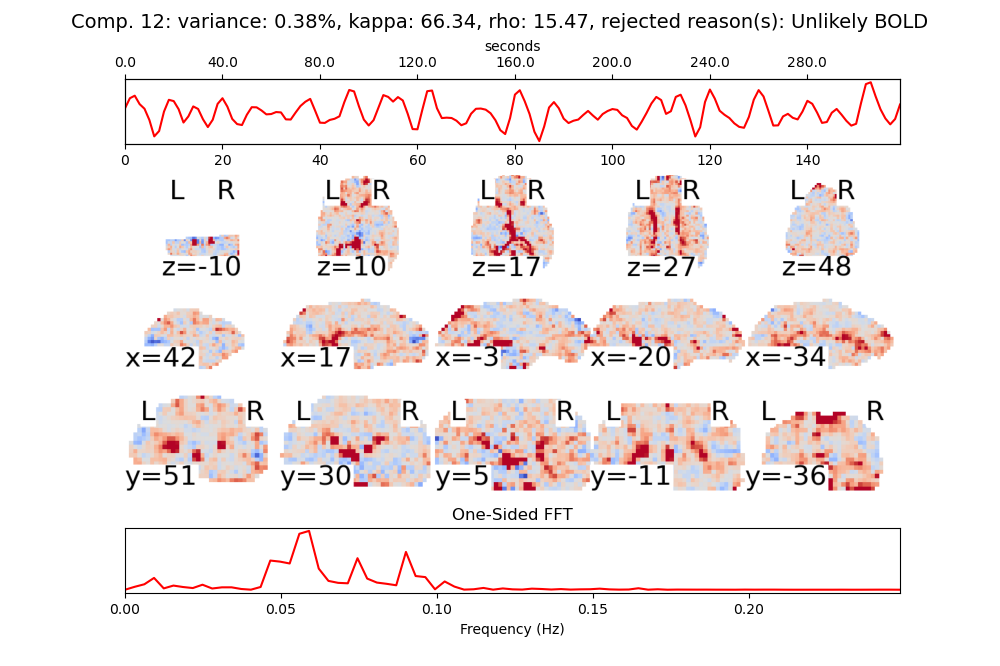 Comp. 12: variance: 0.38%, kappa: 66.34, rho: 15.47, rejected reason(s): Unlikely BOLD
seconds
0.0 40.0 80.0 120.0 160.0 200.0 240.0 280.0
0 20 40 60 80 100 120 140
L R L R L R L R L R
z=-10 z=10 z=17 z=27 z=48
x=42 x=17 x=-3 x=-20 x=-34
L R L R L R L R L R
y=51 y=30 y=5 y=-11 y=-36
One-Sided FFT
0.00 0.05 0.10 0.15 0.20
Frequency (Hz)